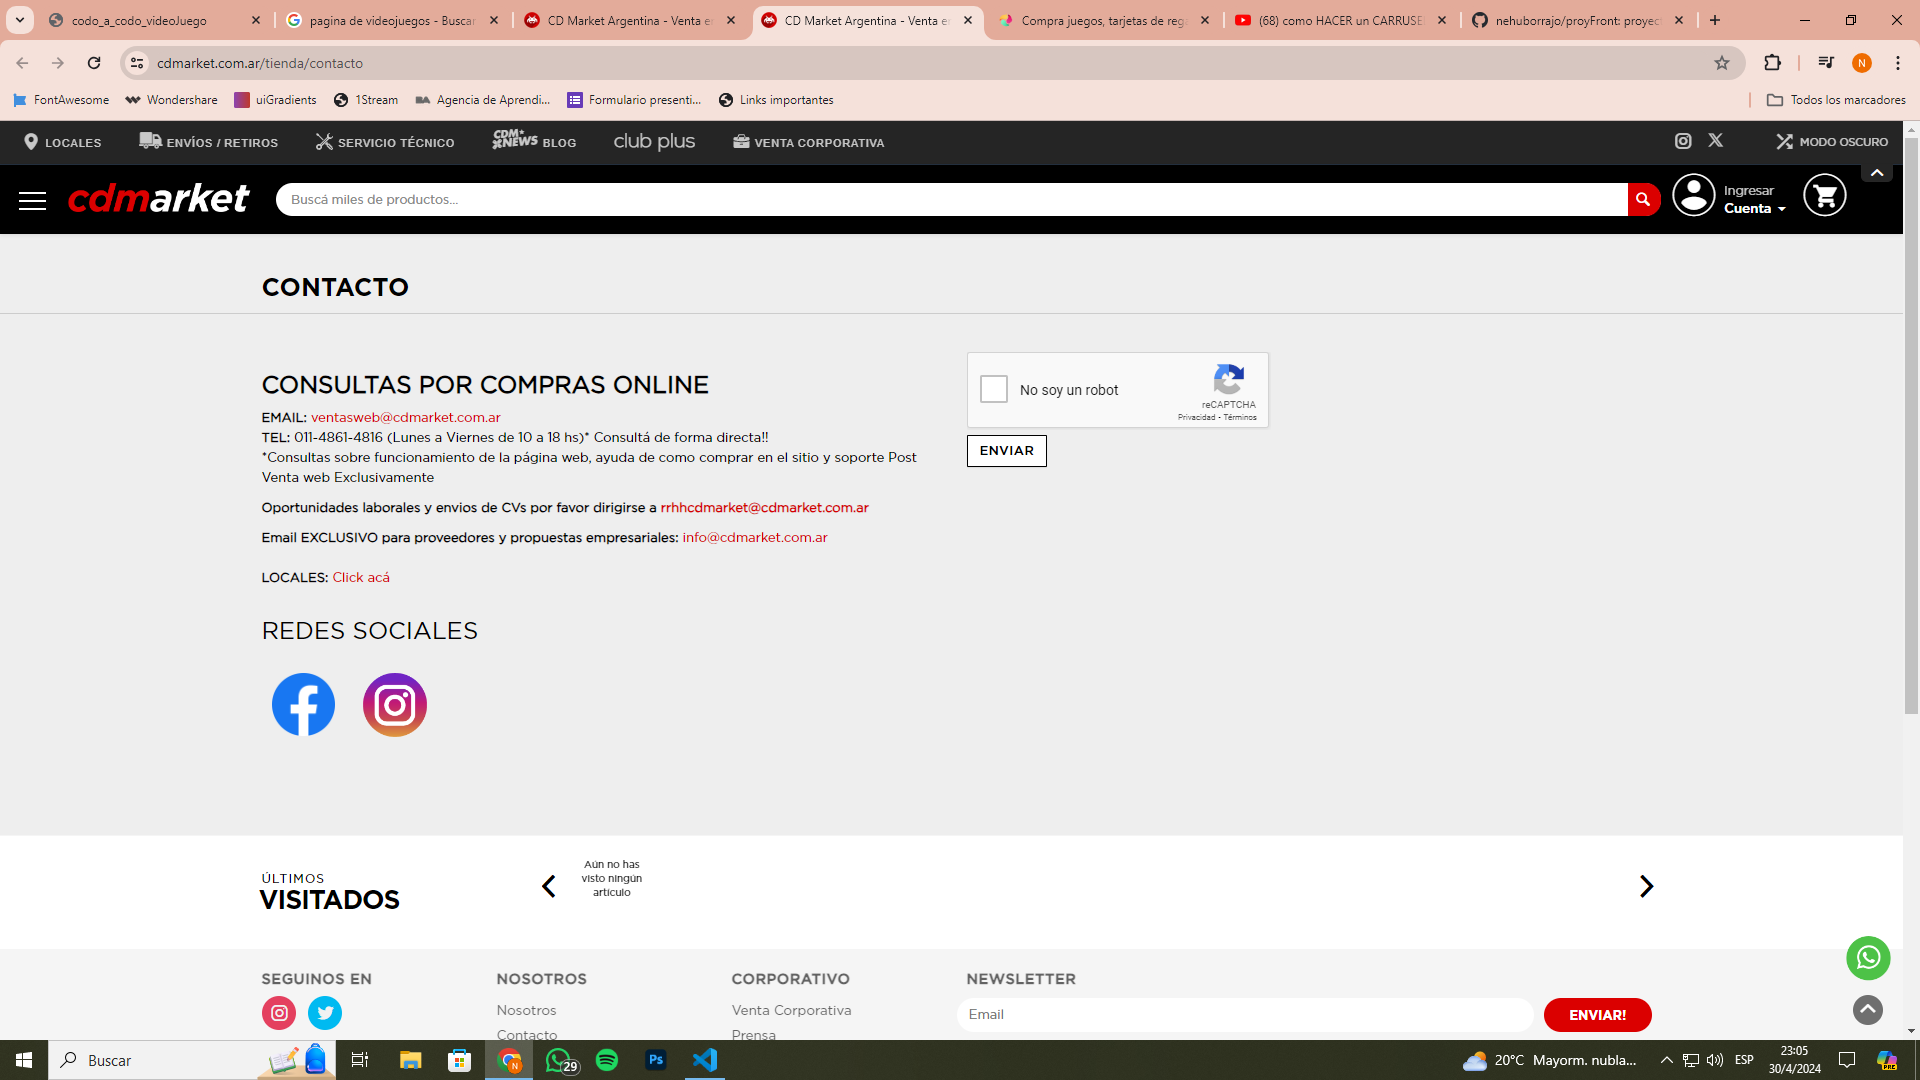 codo_a_codo_videoJuego
pagina de videojuegos - Buscar
CD Market Argentina - Venta en
CD Market Argentina - Venta en
Compra juegos, tarjetas de rega
(68) como HACER un CARRUSEL
nehuborrajo/proyFront: proyect
cdmarket.com.ar/tienda/contacto
N
FontAwesome
Wondershare
uiGradients
1Stream
BA Agencia de Aprendi...
Formulario presenti...
Links importantes
Todos los marcadores
LOCALES
ENVÍOS / RETIROS
SERVICIO TÉCNICO
CDM NEWS BLOG
club plus
VENTA CORPORATIVA
MODO OSCURO
cdmarket
Buscá miles de productos...
Ingresar
Cuenta
CONTACTO
CONSULTAS POR COMPRAS ONLINE
EMAIL: ventasweb@cdmarket.com.ar
TEL: 011-4861-4816 (Lunes a Viernes de 10 a 18 hs)* Consultá de forma directa!!
*Consultas sobre funcionamiento de la página web, ayuda de como comprar en el sitio y soporte Post
Venta web Exclusivamente
Oportunidades laborales y envios de CVs por favor dirigirse a rrhhcdmarket@cdmarket.com.ar
Email EXCLUSIVO para proveedores y propuestas empresariales: info@cdmarket.com.ar
LOCALES: Click acá
No soy un robot
reCAPTCHA
Privacidad - Términos
ENVIAR
REDES SOCIALES
ÚLTIMOS
VISITADOS
Aún no has
visto ningún
artículo
SEGUINOS EN
NOSOTROS
Nosotros
Contacto
CORPORATIVO
Venta Corporativa
Prensa
NEWSLETTER
Email
ENVIAR!
Buscar
N
29
Ps
20°C Mayorm. nubla...
ESP
23:05
30/4/2024
PRE